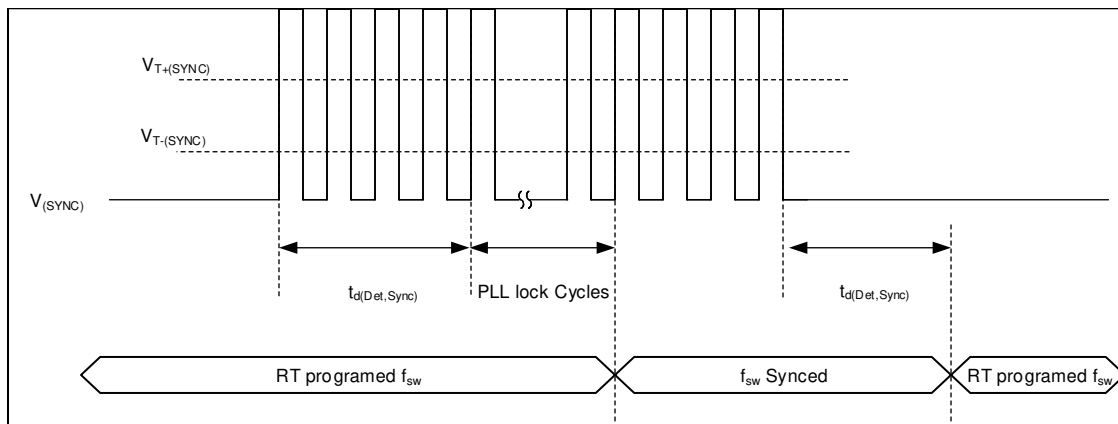 V_T+(SYNC)
V_T-(SYNC)
V_(SYNC)
t_d(Det,Sync)
PLL lock Cycles
t_d(Det,Sync)
RT programed f_sw
f_sw Synced
RT programed f_sw